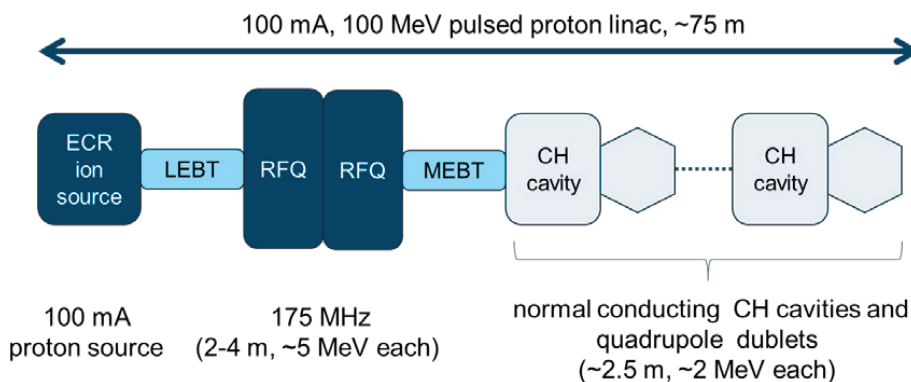 100 mA, 100 MeV pulsed proton linac, ~75 m
ECR
ion
source
LEBT
RFQ
RFQ
MEBT
CH
cavity
CH
cavity
100 mA
proton source
175 MHz
(2-4 m, ~5 MeV each)
normal conducting CH cavities and
quadrupole dublets
(~2.5 m, ~2 MeV each)